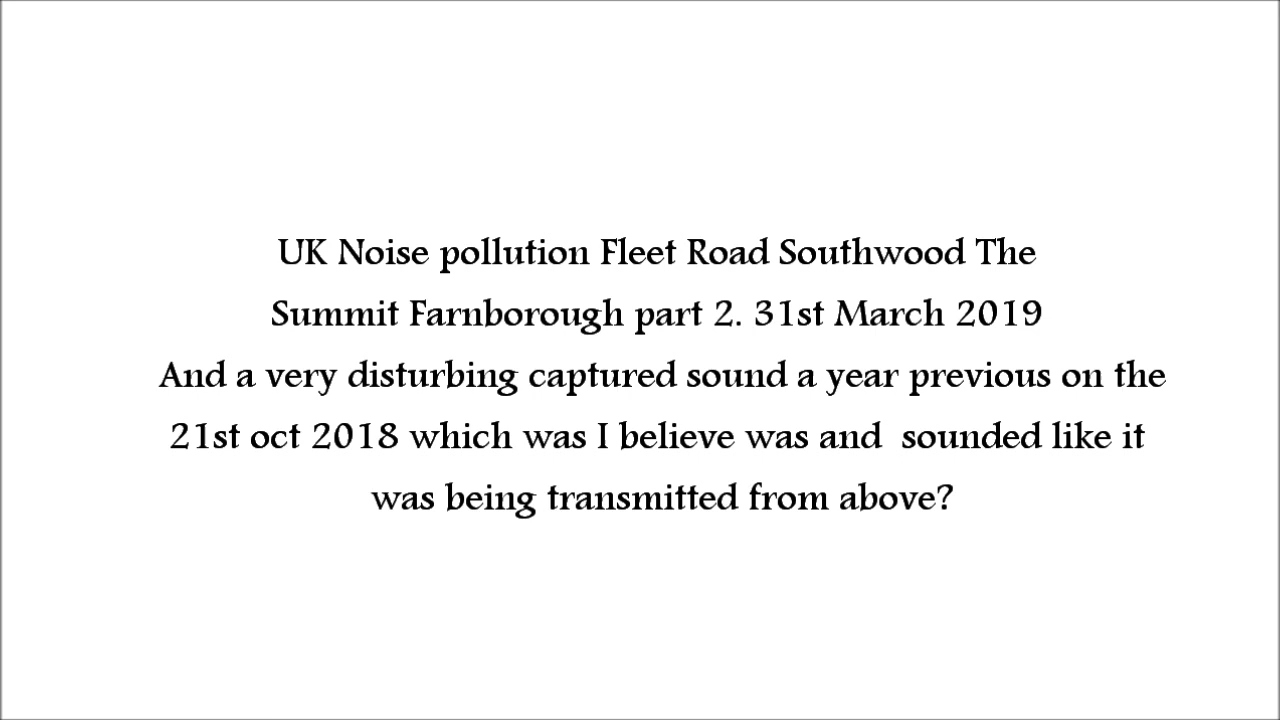 UK Noise pollution Fleet Road Southwood The
Summit Farnborough part 2. 31st March 2019
And a very disturbing captured sound a year previous on the
21st oct 2018 which was I believe was and  sounded like it
was being transmitted from above?